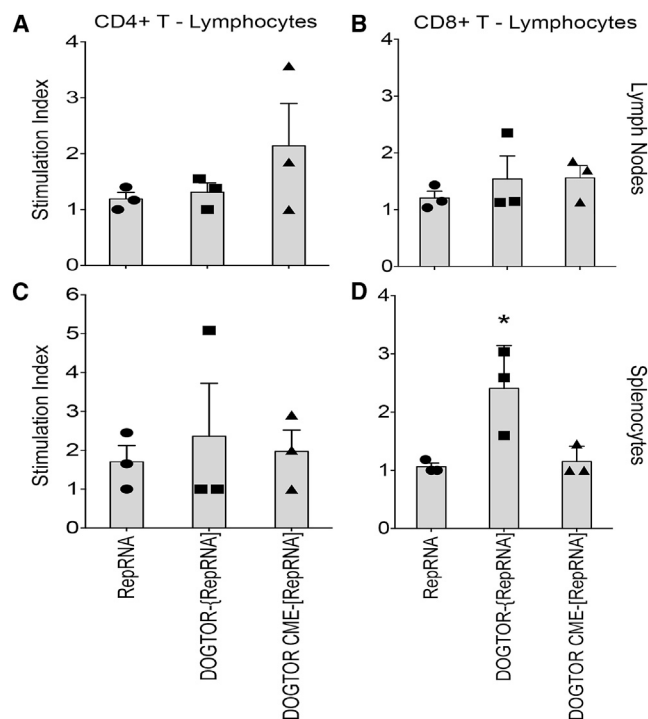 A
CD4+ T - Lymphocytes
B
CD8+ T - Lymphocytes
Stimulation Index
4
3
2
1
0
4
3
2
1
0
Lymph Nodes
C
D
Stimulation Index
6
5
4
3
2
1
0
4
3
2
1
0
*
Splenocytes
RepRNA
DOGTOR-{RepRNA]
DOGTOR CME-[RepRNA]
RepRNA
DOGTOR-{RepRNA]
DOGTOR CME-[RepRNA]